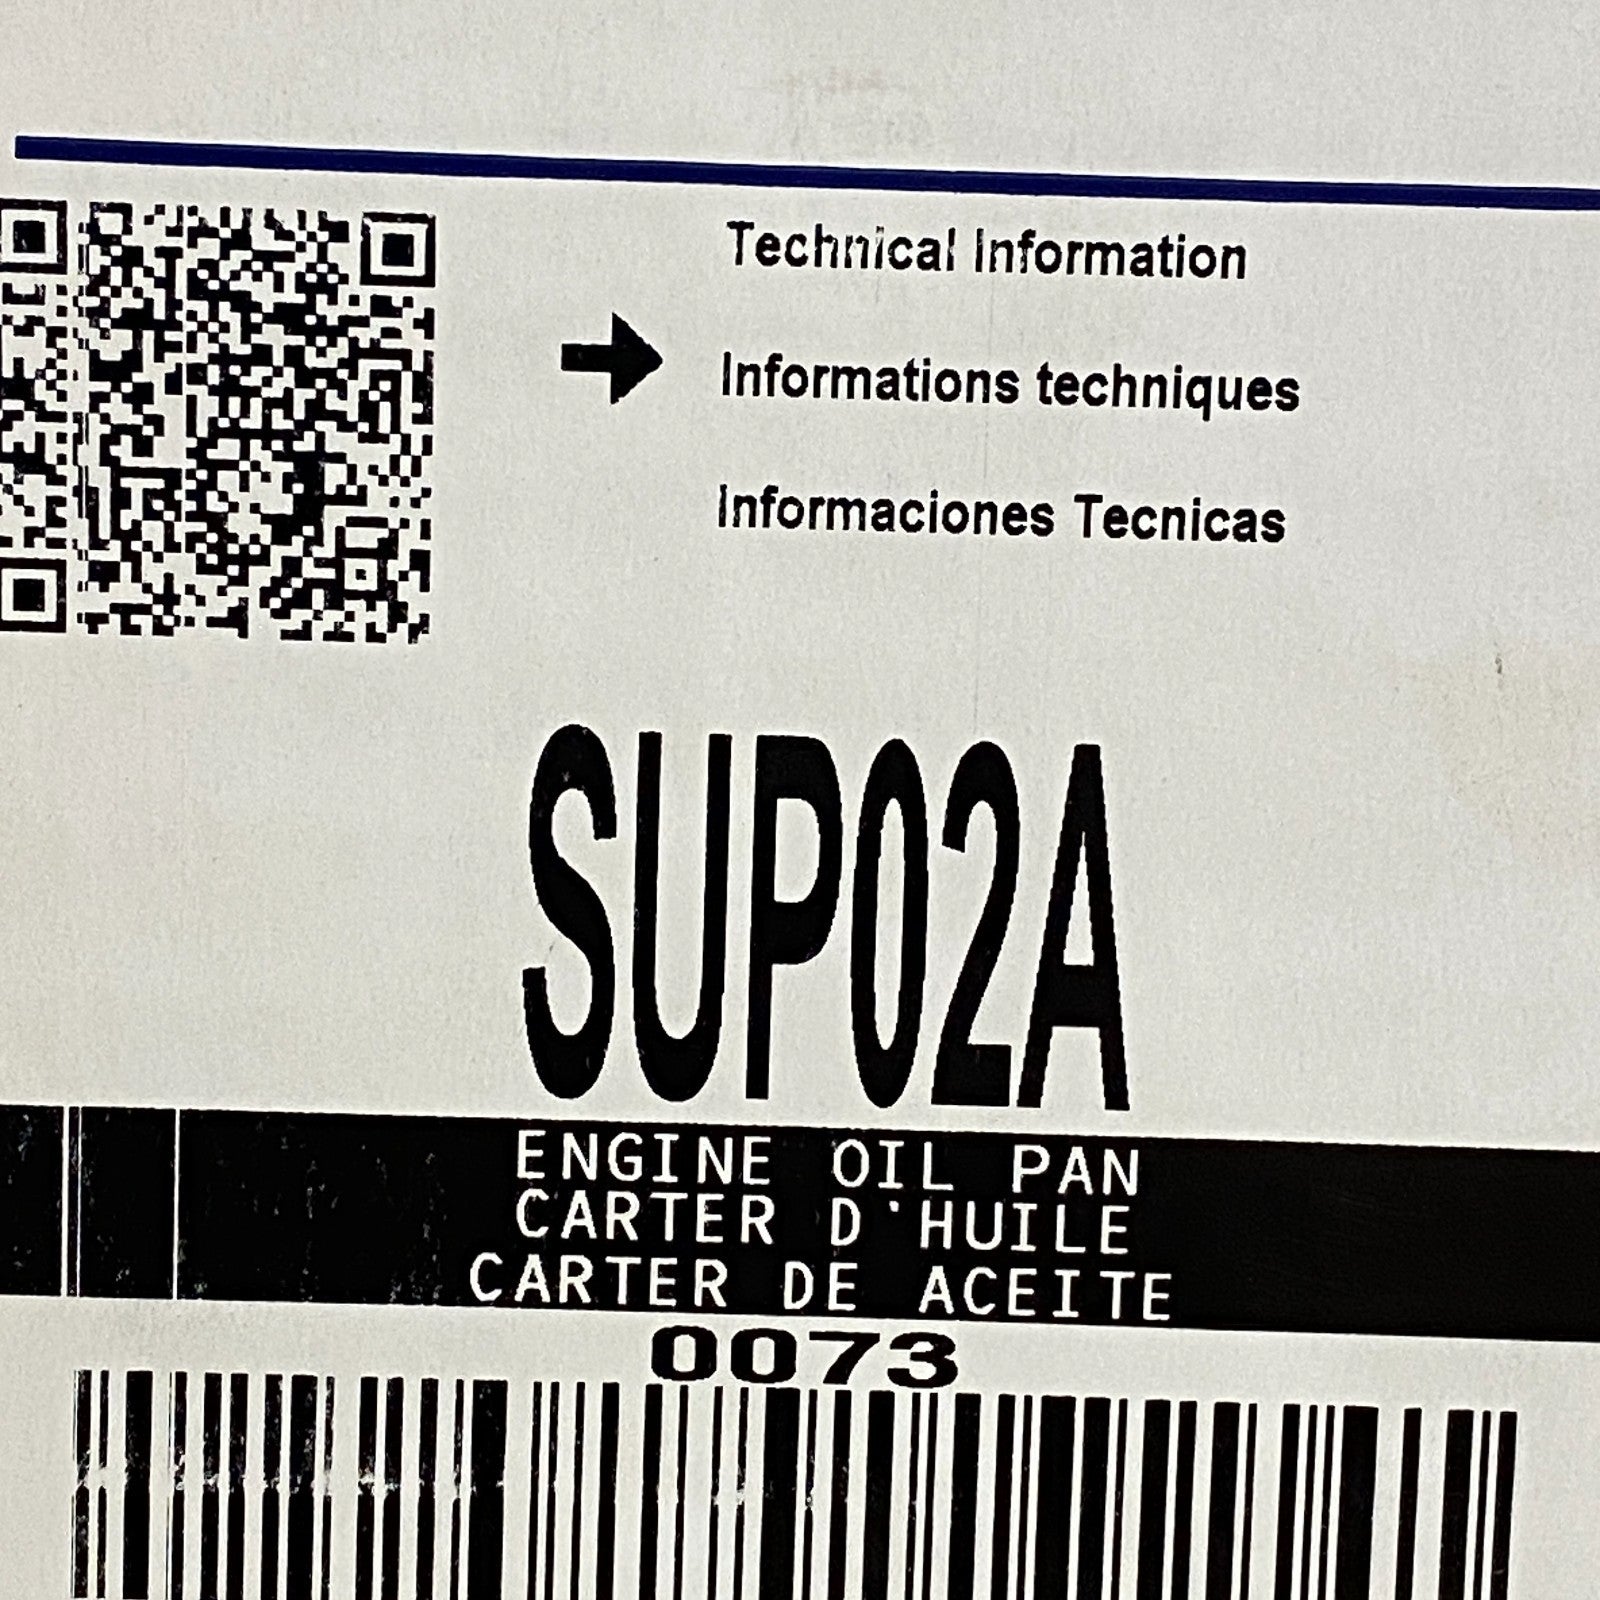 Technical Information
Informations techniques
Informaciones Tecnicas
SUP02A
ENGINE OIL PAN
CARTER D'HUILE
CARTER DE ACEITE
0073